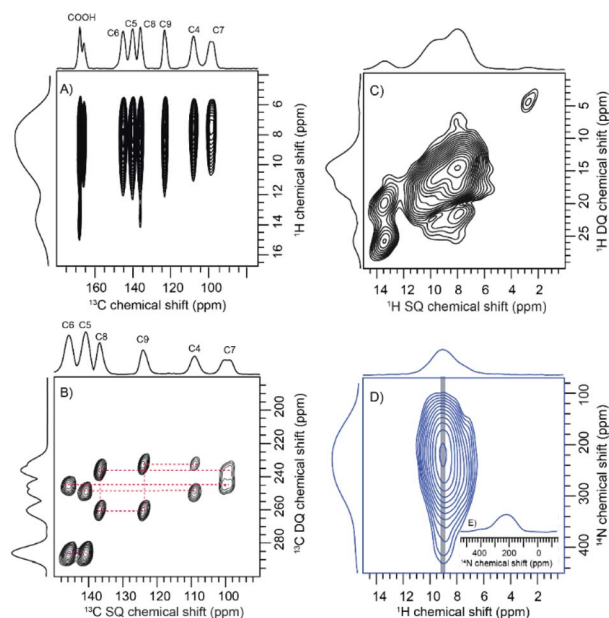 COOH
C6 C5 C8 C9 C4 C7
A)
6
8
10
12
14
16
¹H chemical shift (ppm)
160 140 120 100
¹³C chemical shift (ppm)
C)
5
10
15
20
25
¹H DQ chemical shift (ppm)
14 12 10 8 6 4 2
¹H SQ chemical shift (ppm)
C6 C5 C8 C9 C4 C7
B)
220
240
260
280
¹³C DQ chemical shift (ppm)
140 130 120 110 100
¹³C SQ chemical shift (ppm)
D)
100
200
300
400
¹⁴N chemical shift (ppm)
E)
400 200 0
¹⁴N chemical shift (ppm)
14 12 10 8 6 4 2
¹H chemical shift (ppm)